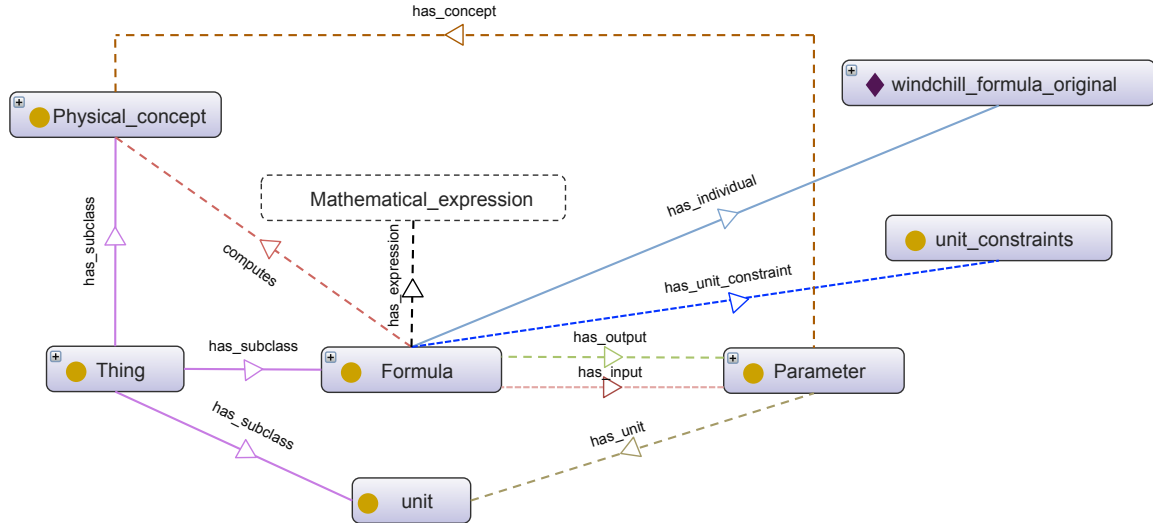 has_concept
Physical_concept
windchill_formula_original
Mathematical_expression
has_individual
unit_constraints
has_subclass
computes
has_expression
has_unit_constraint
Thing
has_subclass
Formula
has_output
has_input
Parameter
has_subclass
has_unit
unit